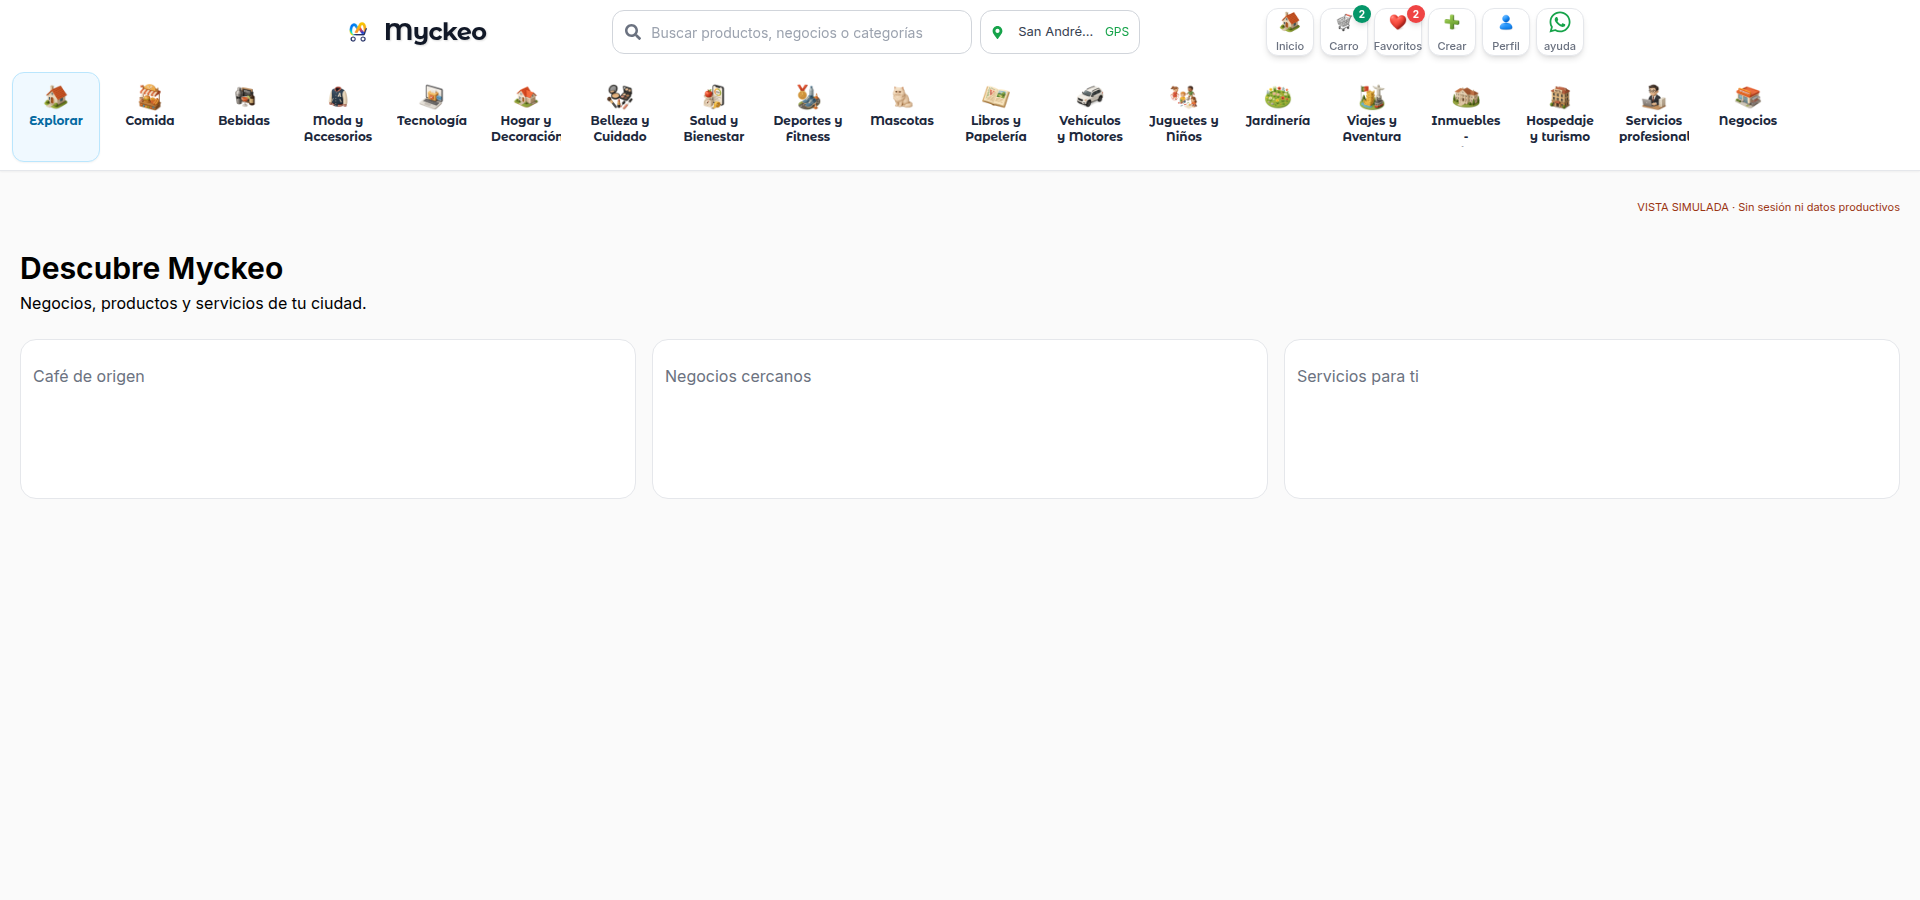 Myckeo
Buscar productos, negocios o categorías
San André... GPS
Inicio
2
Carro
2
Favoritos
Crear
Perfil
ayuda
Explorar
Comida
Bebidas
Moda y
Accesorios
Tecnología
Hogar y
Decoración
Belleza y
Cuidado
Salud y
Bienestar
Deportes y
Fitness
Mascotas
Libros y
Papelería
Vehículos
y Motores
Juguetes y
Niños
Jardinería
Viajes y
Aventura
Inmuebles
-
Hospedaje
y turismo
Servicios
profesional
Negocios
VISTA SIMULADA · Sin sesión ni datos productivos
Descubre Myckeo
Negocios, productos y servicios de tu ciudad.
Café de origen
Negocios cercanos
Servicios para ti